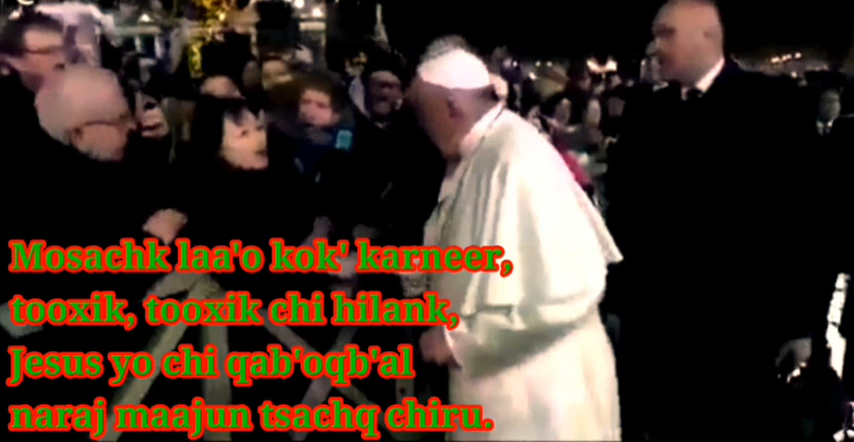 Mosachk laa'o kok' karneer,
tooxik, tooxik chi hilank,
Jesus yo chi qab'oqb'al
naraj maajun tsachq chiru.